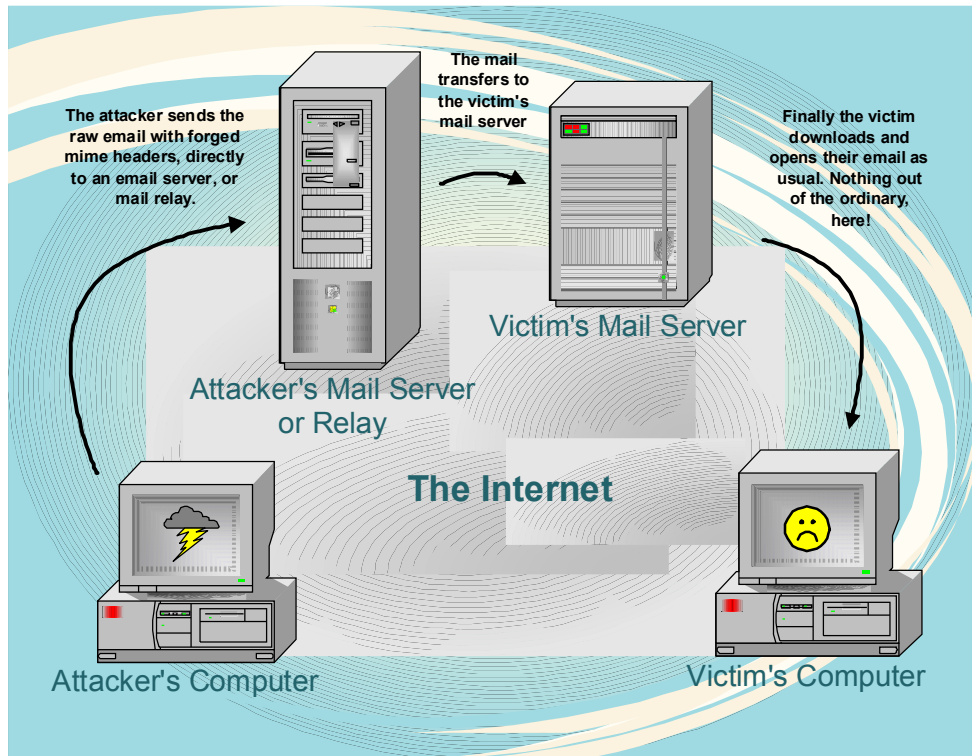 The attacker sends the
raw email with forged
mime headers, directly
to an email server, or
mail relay.
The mail
transfers to
the victim's
mail server
Finally the victim
downloads and
opens their email as
usual. Nothing out
of the ordinary,
here!
Victim's Mail Server
Attacker's Mail Server
or Relay
The Internet
Attacker's Computer
Victim's Computer